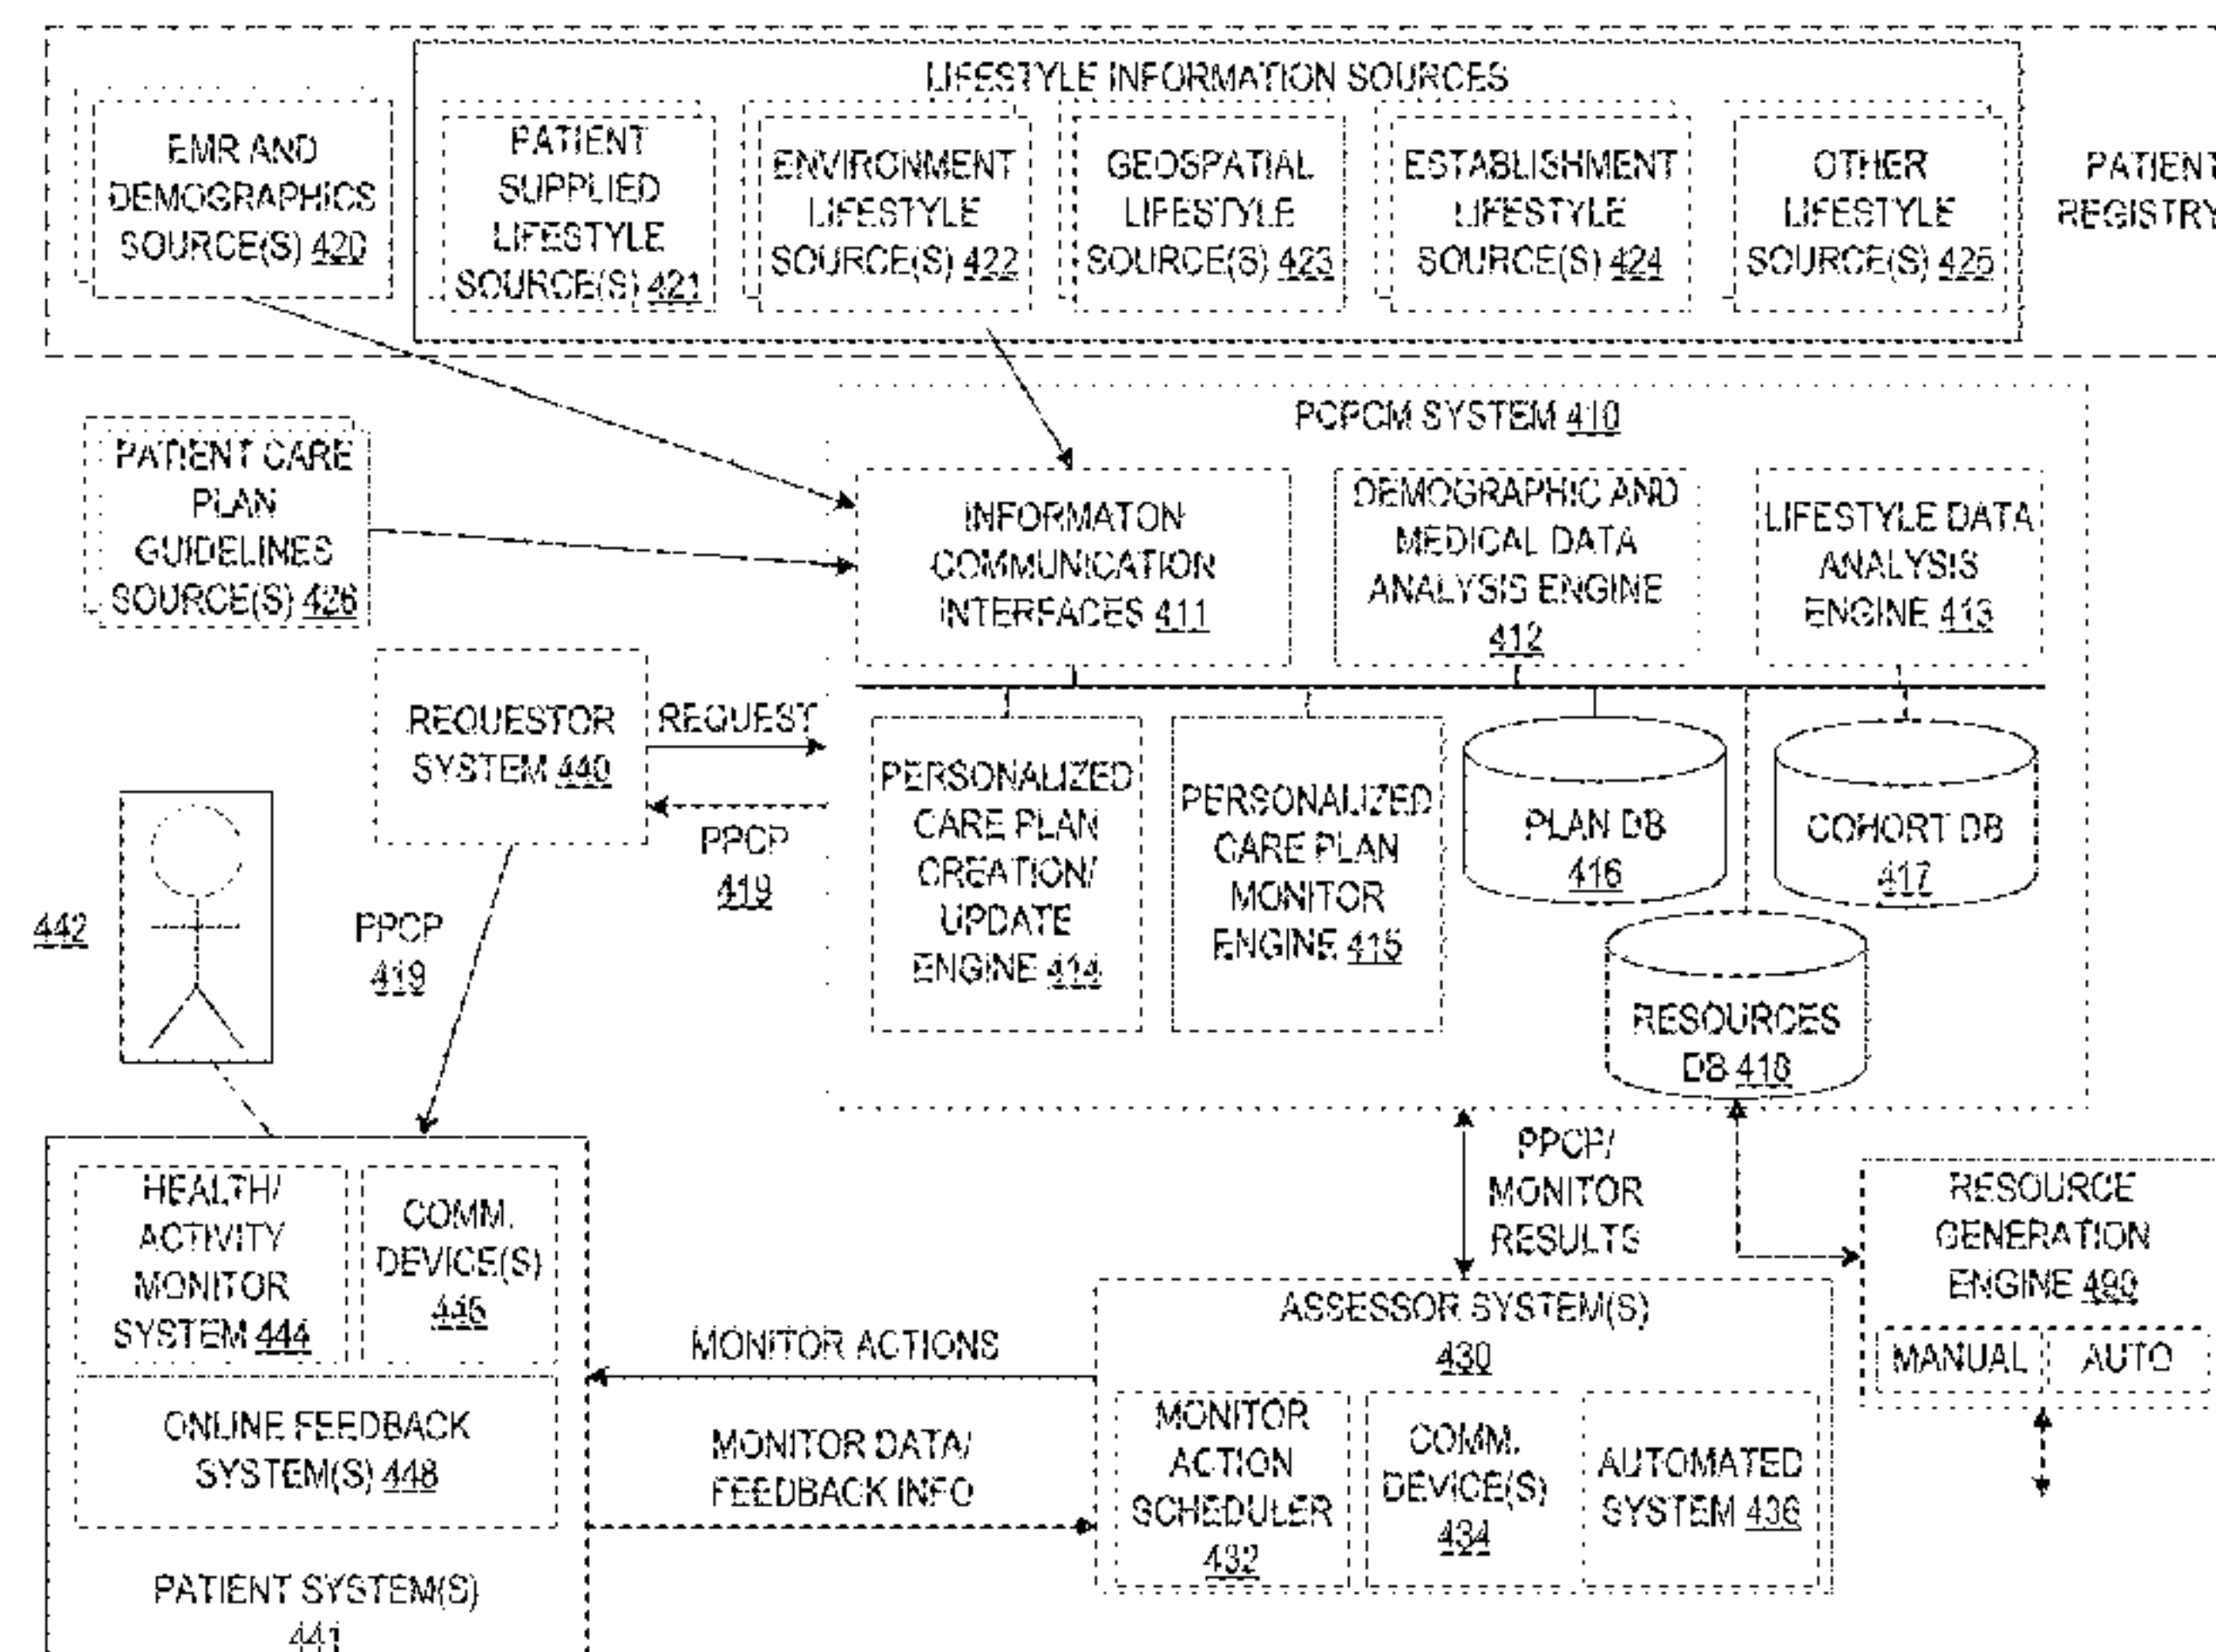 LIFESTYLE INFORMATION SOURCES
EMR AND
DEMOGRAPHICS
SOURCE(S) 420
PATIENT
SUPPLIED
LIFESTYLE
SOURCE(S) 421
ENVIRONMENT
LIFESTYLE
SOURCE(S) 422
GEOSPATIAL
LIFESTYLE
SOURCE(S) 423
ESTABLISHMENT
LIFESTYLE
SOURCE(S) 424
OTHER
LIFESTYLE
SOURCE(S) 425
PATIENT
REGISTRY
PATIENT CARE
PLAN
GUIDELINES
SOURCE(S) 426
PCPCM SYSTEM 410
INFORMATON
COMMUNICATION
INTERFACES 411
DEMOGRAPHIC AND
MEDICAL DATA
ANALYSIS ENGINE
412
LIFESTYLE DATA
ANALYSIS
ENGINE 413
REQUESTOR
SYSTEM 440
REQUEST
PPCP
419
PERSONALIZED
CARE PLAN
CREATION/
UPDATE
ENGINE 414
PERSONALIZED
CARE PLAN
MONITOR
ENGINE 415
PLAN DB
416
COHORT DB
417
RESOURCES
DB 418
442
PPCP
419
PPCP/
MONITOR
RESULTS
HEALTH/
ACTIVITY
MONITOR
SYSTEM 444
COMM.
DEVICE(S)
446
ONLINE FEEDBACK
SYSTEM(S) 448
PATIENT SYSTEM(S)
441
MONITOR ACTIONS
MONITOR DATA/
FEEDBACK INFO
ASSESSOR SYSTEM(S)
430
MONITOR
ACTION
SCHEDULER
432
COMM.
DEVICE(S)
434
AUTOMATED
SYSTEM 436
RESOURCE
GENERATION
ENGINE 490
MANUAL
AUTO